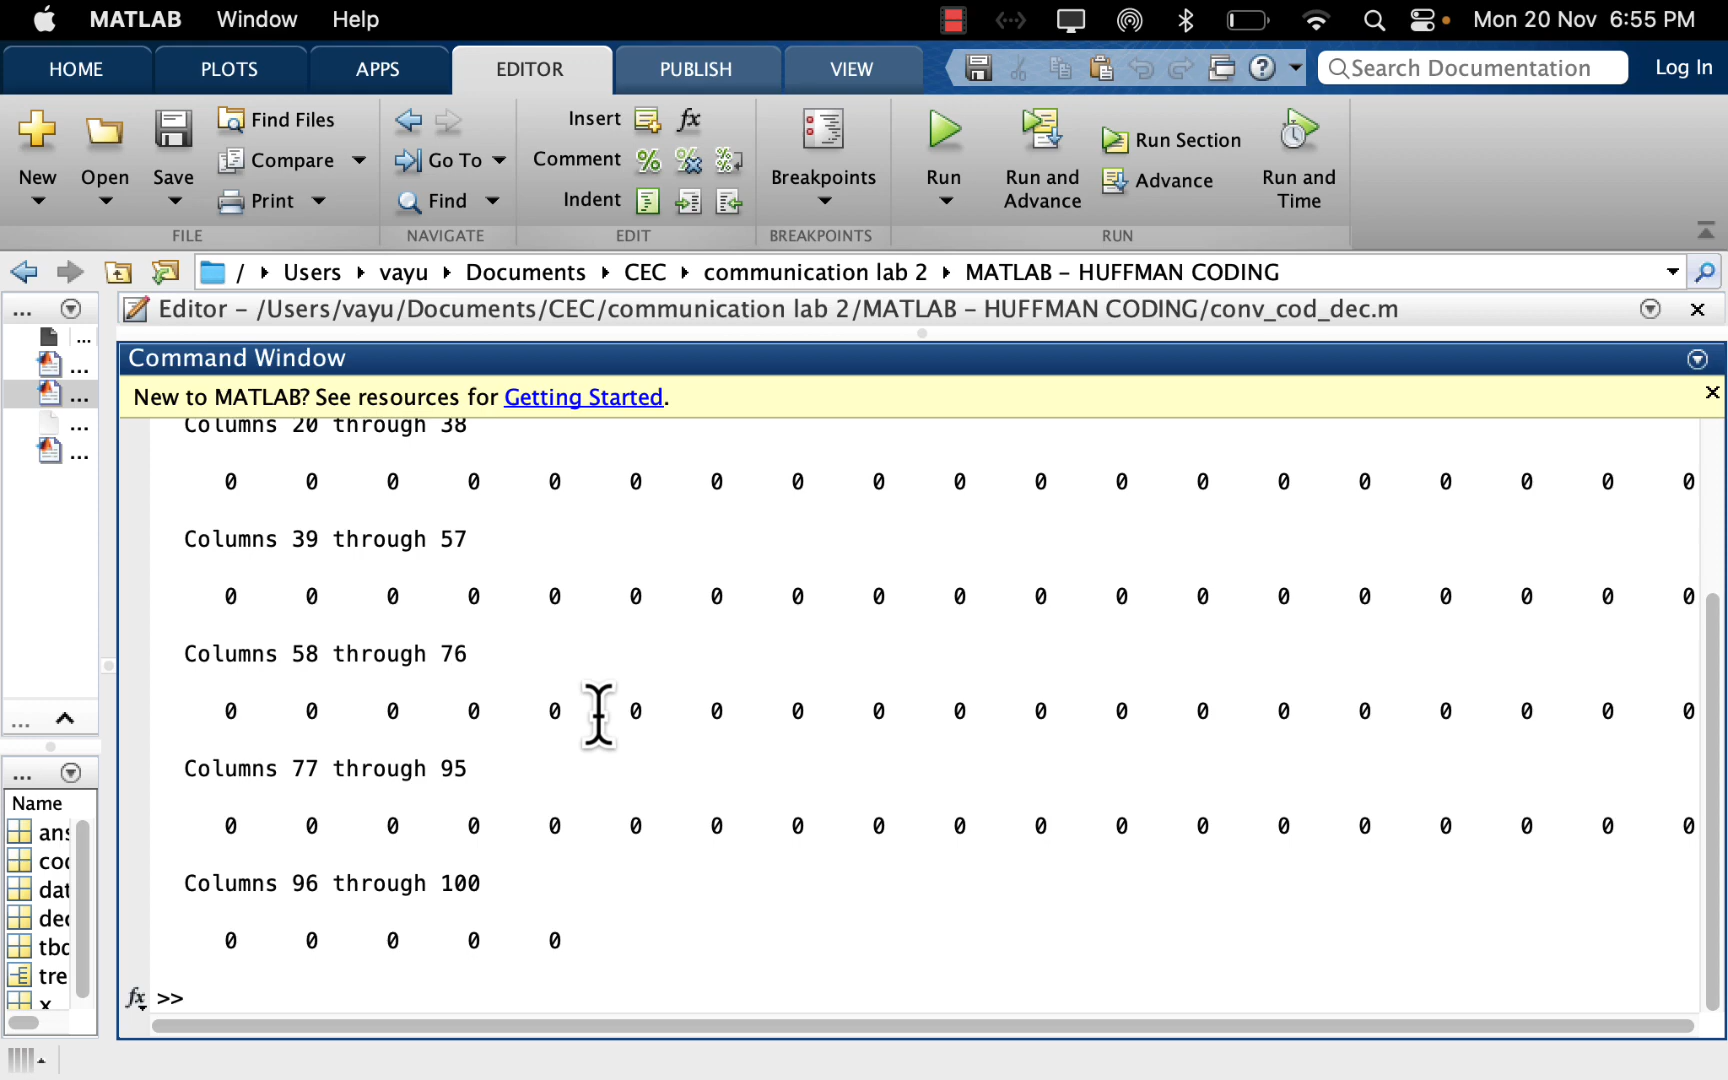 MATLAB Window Help Mon 20 Nov 6:55 PM
HOME PLOTS APPS EDITOR PUBLISH VIEW Search Documentation Log In
New Open Save Find Files Compare Print
Go To Find
Insert Comment Indent
Breakpoints
Run Run and Advance Run Section Advance Run and Time
FILE NAVIGATE EDIT BREAKPOINTS RUN
/ Users vayu Documents CEC communication lab 2 MATLAB – HUFFMAN CODING
... Editor – /Users/vayu/Documents/CEC/communication lab 2/MATLAB – HUFFMAN CODING/conv_cod_dec.m
...
...
...
...
...
Command Window
New to MATLAB? See resources for Getting Started.
Columns 20 through 38
0 0 0 0 0 0 0 0 0 0 0 0 0 0 0 0 0 0 0
Columns 39 through 57
0 0 0 0 0 0 0 0 0 0 0 0 0 0 0 0 0 0 0
Columns 58 through 76
0 0 0 0 0 0 0 0 0 0 0 0 0 0 0 0 0 0 0
Columns 77 through 95
0 0 0 0 0 0 0 0 0 0 0 0 0 0 0 0 0 0 0
Columns 96 through 100
0 0 0 0 0
fx >>
...
...
Name
ans
coc
dat
dec
tbd
tre
x